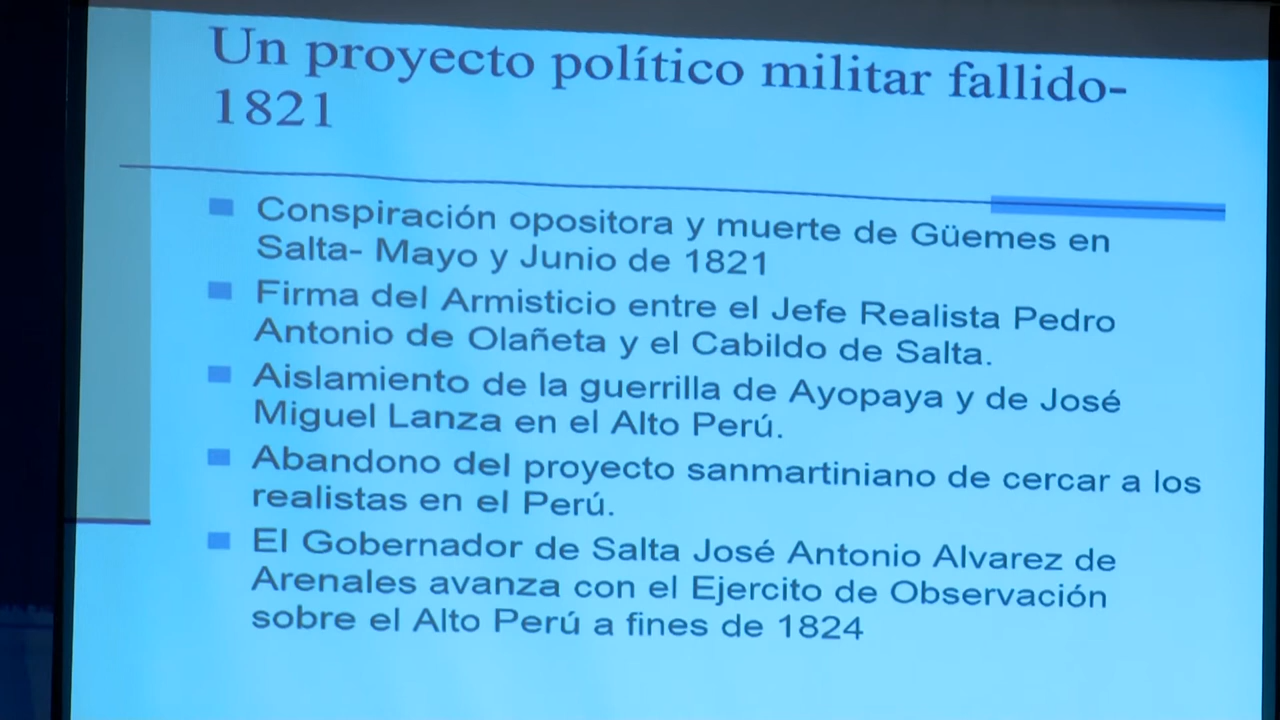 Un proyecto político militar fallido-
1821
Conspiración opositora y muerte de Güemes en
Salta- Mayo y Junio de 1821
Firma del Armisticio entre el Jefe Realista Pedro
Antonio de Olañeta y el Cabildo de Salta.
Aislamiento de la guerrilla de Ayopaya y de José
Miguel Lanza en el Alto Perú.
Abandono del proyecto sanmartiniano de cercar a los
realistas en el Perú.
El Gobernador de Salta José Antonio Alvarez de
Arenales avanza con el Ejercito de Observación
sobre el Alto Perú a fines de 1824